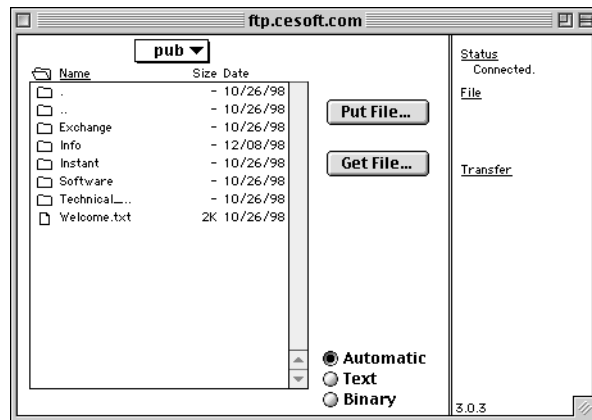 ftp.cesoft.com
pub
Name Size Date
. - 10/26/98
.. - 10/26/98
Exchange - 10/26/98
Info - 12/08/98
Instant - 10/26/98
Software - 10/26/98
Technical_.. - 10/26/98
Welcome.txt 2K 10/26/98
Put File...
Get File...
Automatic
Text
Binary
Status
Connected.
File
Transfer
3.0.3